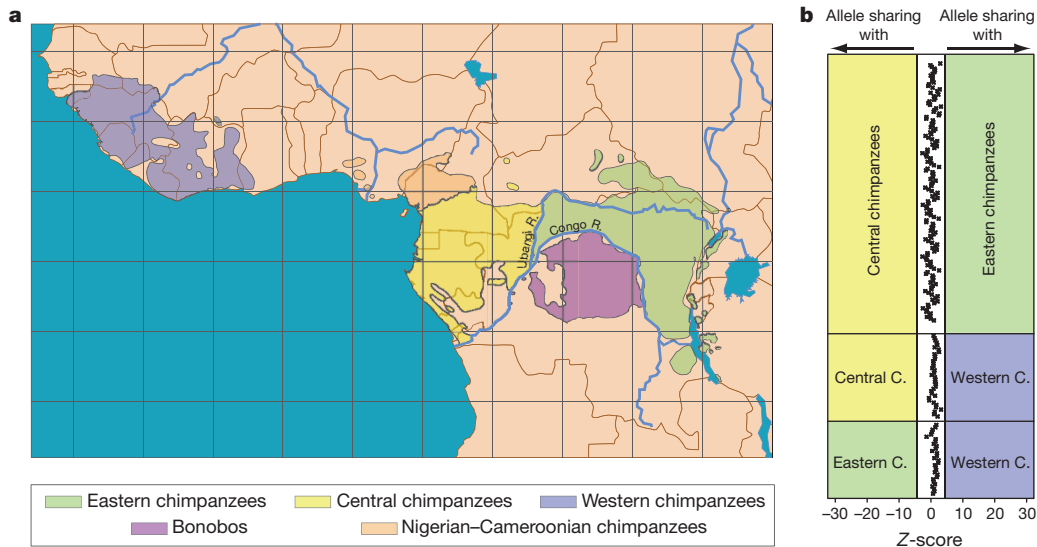 a
Ubangi R.
Congo R.
Eastern chimpanzees
Central chimpanzees
Western chimpanzees
Bonobos
Nigerian–Cameroonian chimpanzees
b
Allele sharing
with
Allele sharing
with
Central chimpanzees
Eastern chimpanzees
Central C.
Western C.
Eastern C.
Western C.
–30 –20 –10 0 10 20 30
Z-score